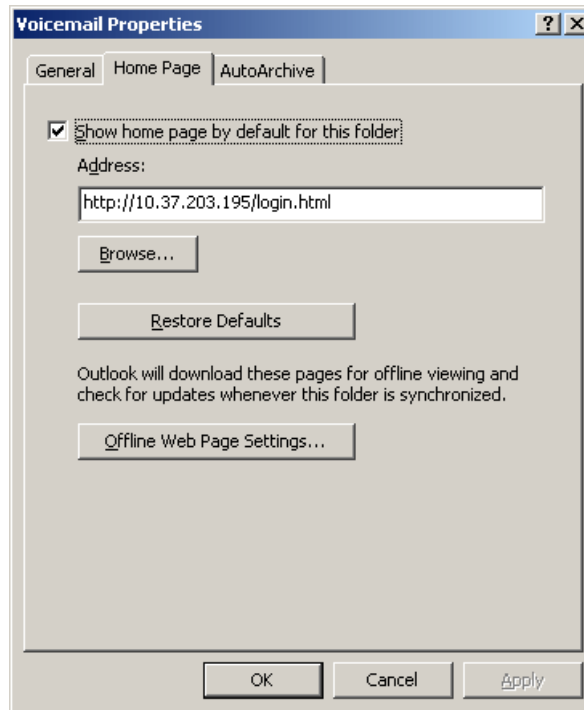 Voicemail Properties
General Home Page AutoArchive
Show home page by default for this folder
Address:
http://10.37.203.195/login.html
Browse...
Restore Defaults
Outlook will download these pages for offline viewing and
check for updates whenever this folder is synchronized.
Offline Web Page Settings...
OK Cancel Apply